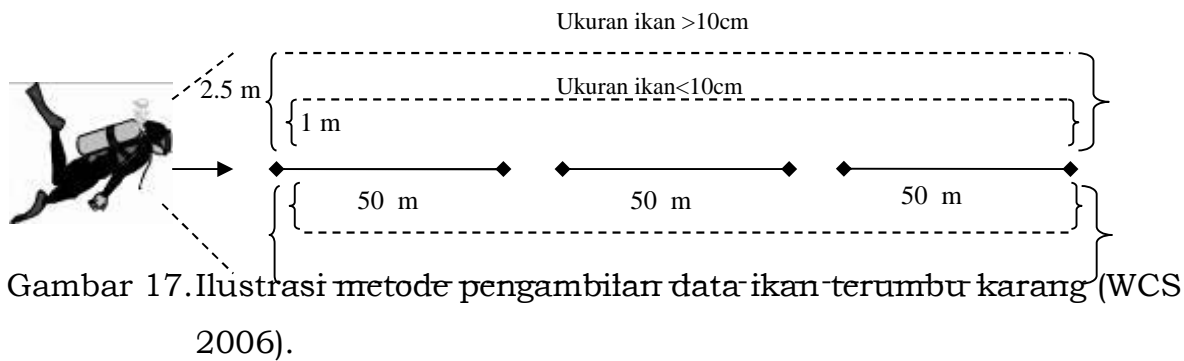 Ukuran ikan >10cm
2.5 m
Ukuran ikan<10cm
1 m
50 m
50 m
50 m
Gambar 17.Ilustrasi metode pengambilan data ikan terumbu karang (WCS
2006).